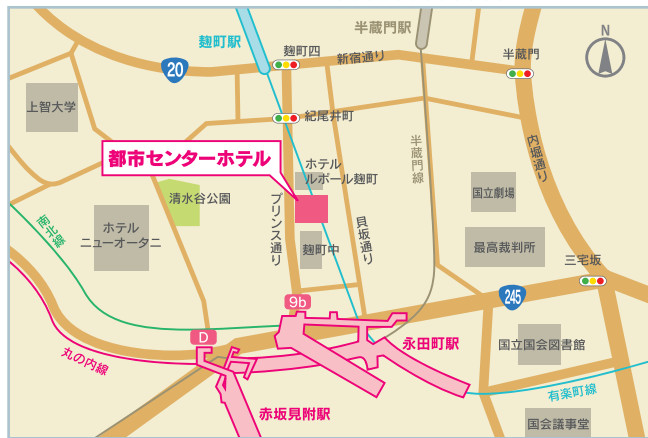 麹町駅
半蔵門駅
麹町四
新宿通り
半蔵門
N
20
上智大学
紀尾井町
都市センターホテル
ホテル
ルポール麹町
半蔵門線
内堀通り
清水谷公園
プリンス通り
貝坂通り
国立劇場
ホテル
ニューオータニ
麹町中
最高裁判所
南北線
三宅坂
245
9b
D
丸の内線
永田町駅
国立国会図書館
赤坂見附駅
有楽町線
国会議事堂